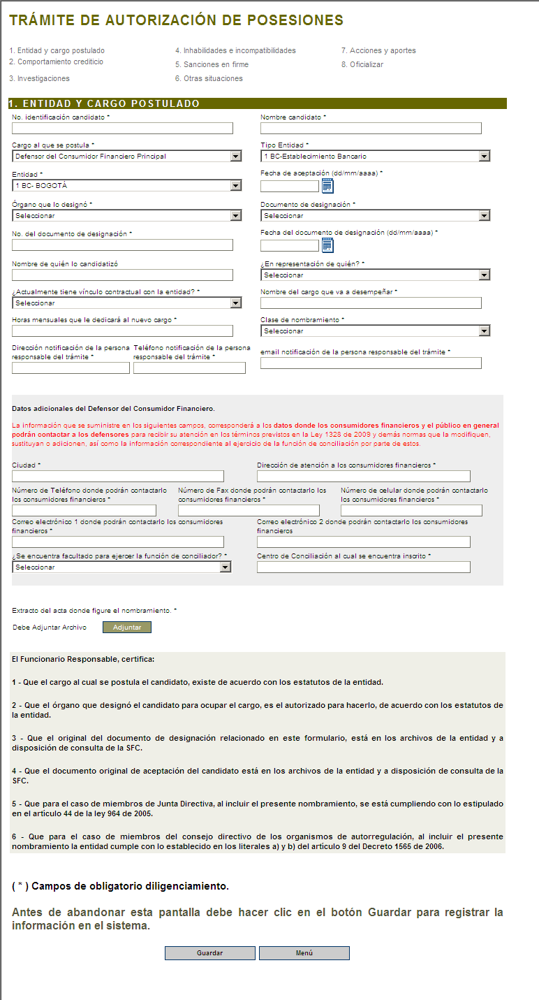 TRÁMITE DE AUTORIZACIÓN DE POSESIONES
1. Entidad y cargo postulado
2. Comportamiento crediticio
3. Investigaciones
4. Inhabilidades e incompatibilidades
5. Sanciones en firme
6. Otras situaciones
7. Acciones y aportes
8. Oficializar
1. ENTIDAD Y CARGO POSTULADO
No. identificación candidato *
Nombre candidato *
Cargo al que se postula *
Defensor del Consumidor Financiero Principal
Tipo Entidad *
1 BC-Establecimiento Bancario
Entidad *
1 BC- BOGOTÁ
Fecha de aceptación (dd/mm/aaaa) *
Órgano que lo designó *
Seleccionar
Documento de designación *
Seleccionar
No. del documento de designación *
Fecha del documento de designación (dd/mm/aaaa) *
Nombre de quién lo candidatizó
¿En representación de quién? *
Seleccionar
¿Actualmente tiene vínculo contractual con la entidad? *
Seleccionar
Nombre del cargo que va a desempeñar *
Horas mensuales que le dedicará al nuevo cargo *
Clase de nombramiento *
Seleccionar
Dirección notificación de la persona
responsable del trámite *
Teléfono notificación de la persona
responsable del trámite *
email notificación de la persona responsable del trámite *
Datos adicionales del Defensor del Consumidor Financiero.
La información que se suministre en los siguientes campos, corresponderá a los datos donde los consumidores financieros y el público en general
podrán contactar a los defensores para recibir su atención en los términos previstos en la Ley 1328 de 2009 y demás normas que la modifiquen,
sustituyan o adicionen, así como la información correspondiente al ejercicio de la función de conciliación por parte de estos.
Ciudad *
Dirección de atención a los consumidores financieros *
Número de Teléfono donde podrán contactarlo
los consumidores financieros *
Número de Fax donde podrán contactarlo los
consumidores financieros *
Número de celular donde podrán contactarlo
los consumidores financieros *
Correo electrónico 1 donde podrán contactarlo los consumidores
financieros *
Correo electrónico 2 donde podrán contactarlo los consumidores
financieros
¿Se encuentra facultado para ejercer la función de conciliador? *
Seleccionar
Centro de Conciliación al cual se encuentra inscrito *
Extracto del acta donde figure el nombramiento. *
Debe Adjuntar Archivo
Adjuntar
El Funcionario Responsable, certifica:
1 - Que el cargo al cual se postula el candidato, existe de acuerdo con los estatutos de la entidad.
2 - Que el órgano que designó el candidato para ocupar el cargo, es el autorizado para hacerlo, de acuerdo con los estatutos de
la entidad.
3 - Que el original del documento de designación relacionado en este formulario, está en los archivos de la entidad y a
disposición de consulta de la SFC.
4 - Que el documento original de aceptación del candidato está en los archivos de la entidad y a disposición de consulta de la
SFC.
5 - Que para el caso de miembros de Junta Directiva, al incluir el presente nombramiento, se está cumpliendo con lo estipulado
en el artículo 44 de la ley 964 de 2005.
6 - Que para el caso de miembros del consejo directivo de los organismos de autorregulación, al incluir el presente
nombramiento la entidad cumple con lo establecido en los literales a) y b) del artículo 9 del Decreto 1565 de 2006.
( * ) Campos de obligatorio diligenciamiento.
Antes de abandonar esta pantalla debe hacer clic en el botón Guardar para registrar la
información en el sistema.
Guardar
Menú